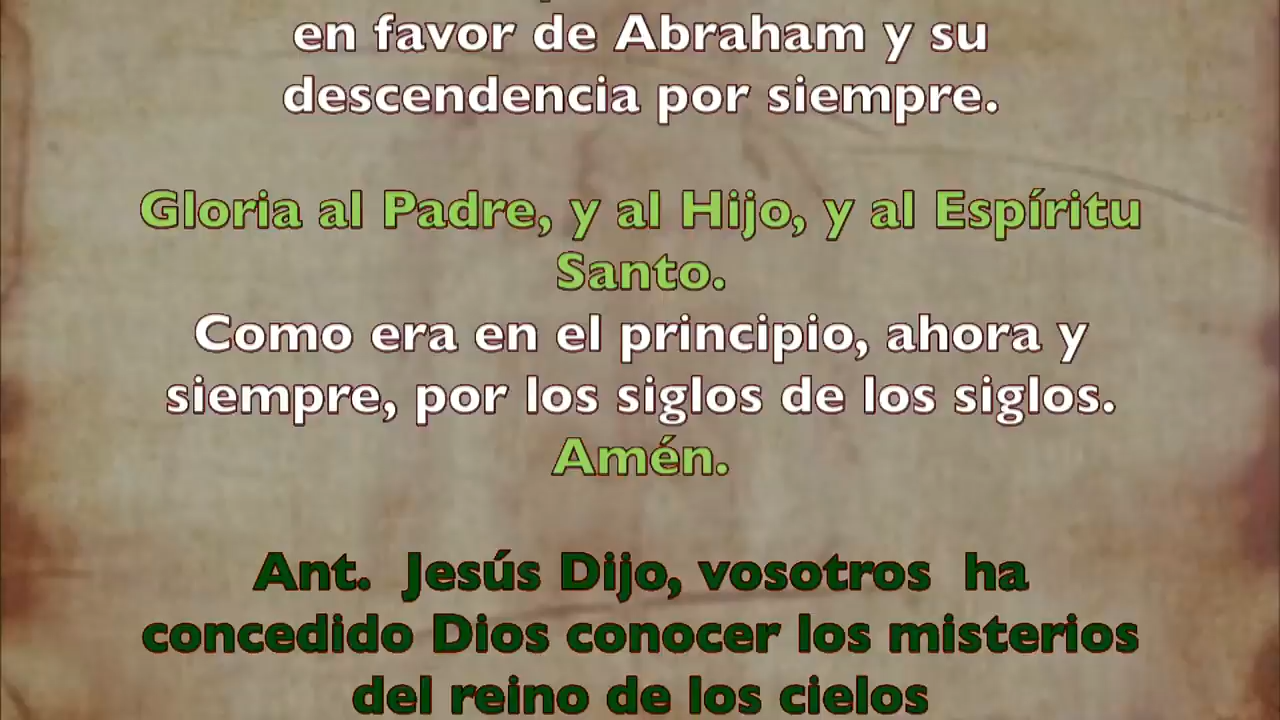 en favor de Abraham y su
descendencia por siempre.
Gloria al Padre, y al Hijo, y al Espíritu
Santo.
Como era en el principio, ahora y
siempre, por los siglos de los siglos.
Amén.
Ant. Jesús Dijo, vosotros ha
concedido Dios conocer los misterios
del reino de los cielos